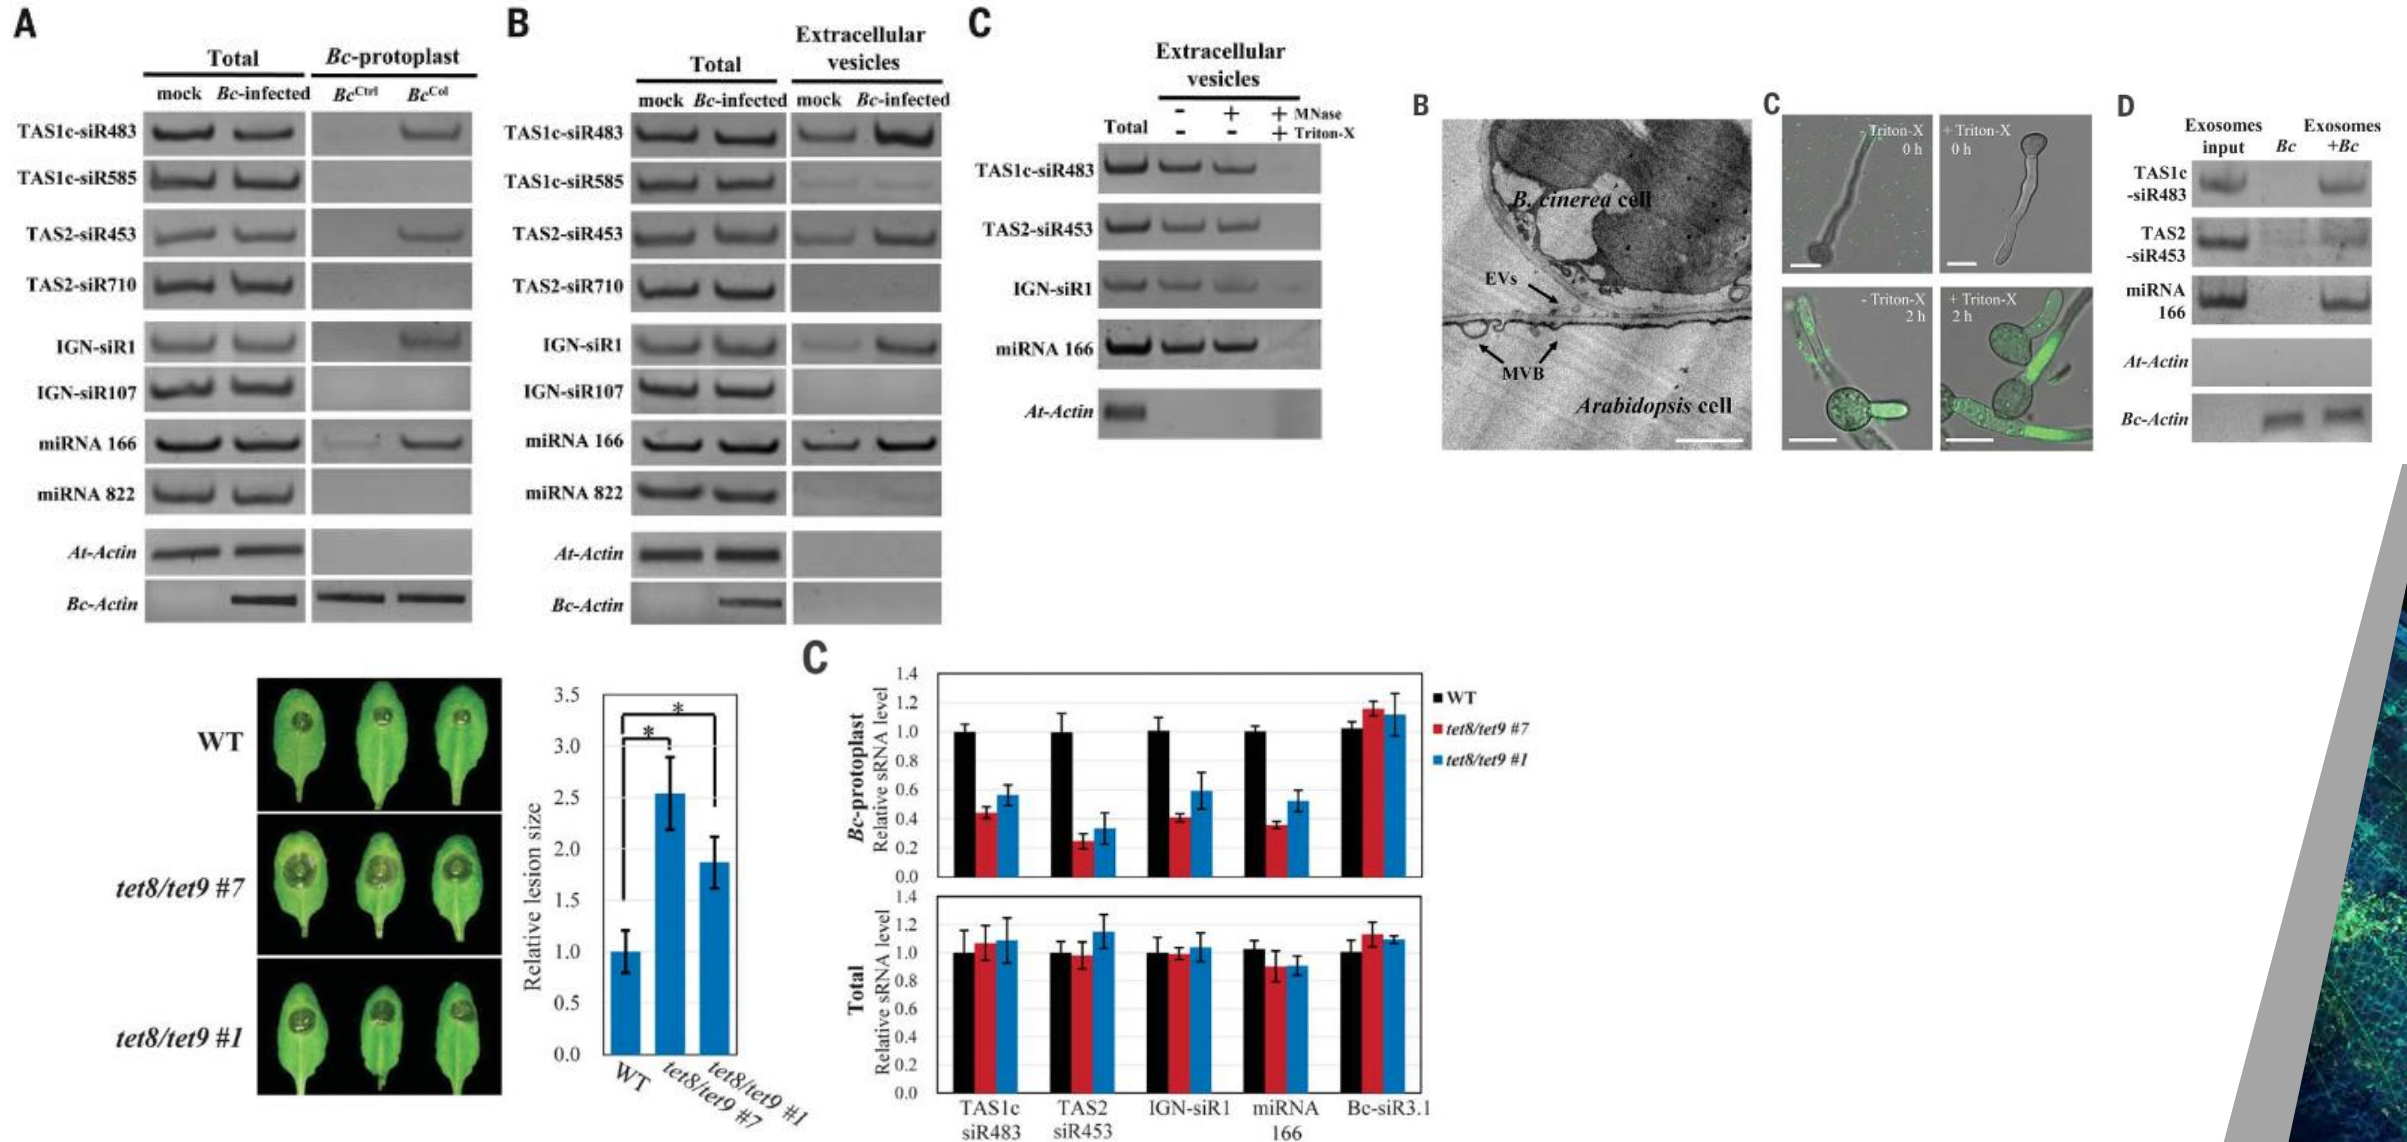 A
Total
Bc-protoplast
mock Bc-infected Bc^Ctrl Bc^Col
TAS1c-siR483
TAS1c-siR585
TAS2-siR453
TAS2-siR710
IGN-siR1
IGN-siR107
miRNA 166
miRNA 822
At-Actin
Bc-Actin
B
Total
Extracellular
vesicles
mock Bc-infected mock Bc-infected
TAS1c-siR483
TAS1c-siR585
TAS2-siR453
TAS2-siR710
IGN-siR1
IGN-siR107
miRNA 166
miRNA 822
At-Actin
Bc-Actin
C
Extracellular
vesicles
Total - + + MNase
- - + Triton-X
TAS1c-siR483
TAS2-siR453
IGN-siR1
miRNA 166
At-Actin
B
B. cinerea cell
EVs
MVB
Arabidopsis cell
C
- Triton-X
0 h
+ Triton-X
0 h
- Triton-X
2 h
+ Triton-X
2 h
D
Exosomes
input
Bc
Exosomes
+Bc
TAS1c
-siR483
TAS2
-siR453
miRNA
166
At-Actin
Bc-Actin
WT
tet8/tet9 #7
tet8/tet9 #1
Relative lesion size
3.5
3.0
2.5
2.0
1.5
1.0
0.5
0.0
*
*
WT
tet8/tet9 #7
tet8/tet9 #1
C
Bc-protoplast
Relative sRNA level
1.4
1.2
1.0
0.8
0.6
0.4
0.2
0.0
WT
tet8/tet9 #7
tet8/tet9 #1
Total
Relative sRNA level
1.4
1.2
1.0
0.8
0.6
0.4
0.2
0.0
TAS1c
siR483
TAS2
siR453
IGN-siR1
miRNA
166
Bc-siR3.1